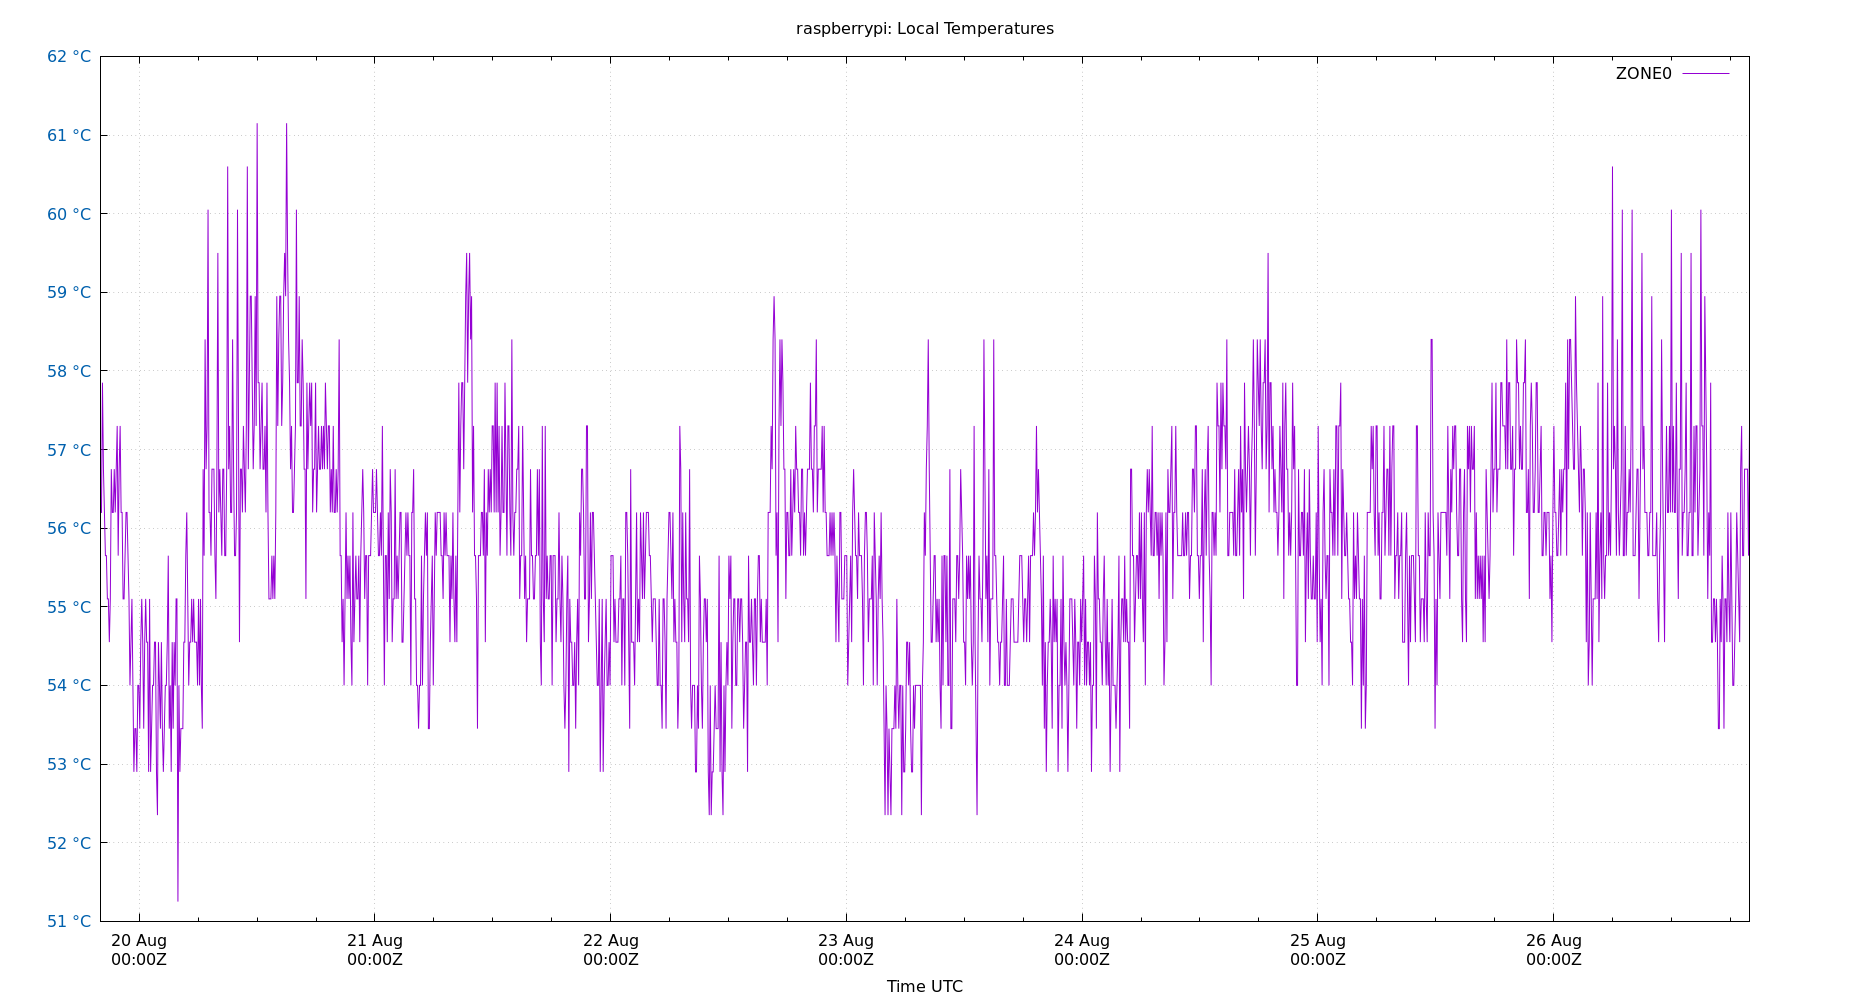 raspberrypi: Local Temperatures
ZONE0
62 °C
61 °C
60 °C
59 °C
58 °C
57 °C
56 °C
55 °C
54 °C
53 °C
52 °C
51 °C
20 Aug 21 Aug 22 Aug 23 Aug 24 Aug 25 Aug 26 Aug
00:00Z 00:00Z 00:00Z 00:00Z 00:00Z 00:00Z 00:00Z
Time UTC